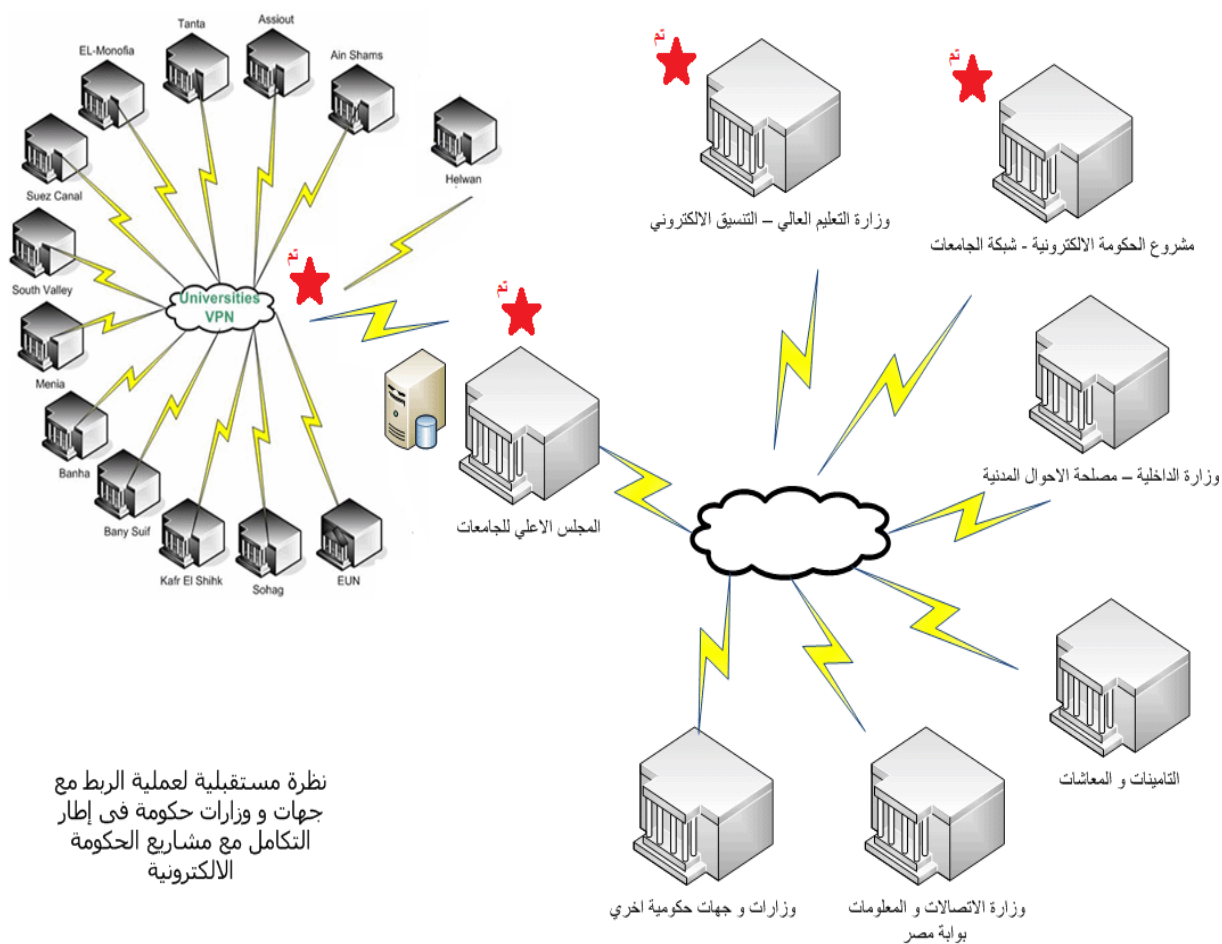 Tanta
Assiout
EL-Monofia
Ain Shams
Helwan
Suez Canal
South Valley
Menia
Banha
Bany Suif
Kafr El Shihk
Sohag
EUN
Universities
VPN
تم
تم
تم
تم
وزارة التعليم العالي – التنسيق الالكتروني
مشروع الحكومة الالكترونية - شبكة الجامعات
وزارة الداخلية – مصلحة الاحوال المدنية
المجلس الاعلي للجامعات
التامينات و المعاشات
وزارة الاتصالات و المعلومات
بوابة مصر
وزارات و جهات حكومية اخري
نظرة مستقبلية لعملية الربط مع
جهات و وزارات حكومة فى إطار
التكامل مع مشاريع الحكومة
الالكترونية